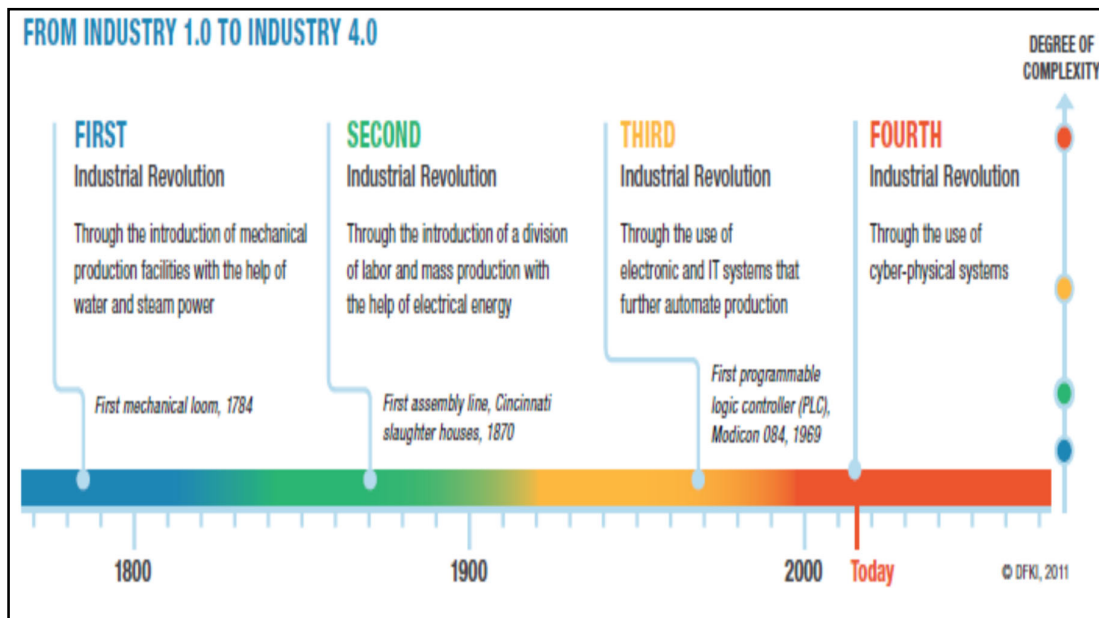 FROM INDUSTRY 1.0 TO INDUSTRY 4.0
DEGREE OF
COMPLEXITY
FIRST
Industrial Revolution
Through the introduction of mechanical
production facilities with the help of
water and steam power
First mechanical loom, 1784
SECOND
Industrial Revolution
Through the introduction of a division
of labor and mass production with
the help of electrical energy
First assembly line, Cincinnati
slaughter houses, 1870
THIRD
Industrial Revolution
Through the use of
electronic and IT systems that
further automate production
First programmable
logic controller (PLC),
Modicon 084, 1969
FOURTH
Industrial Revolution
Through the use of
cyber-physical systems
1800
1900
2000
Today
© DFKI, 2011